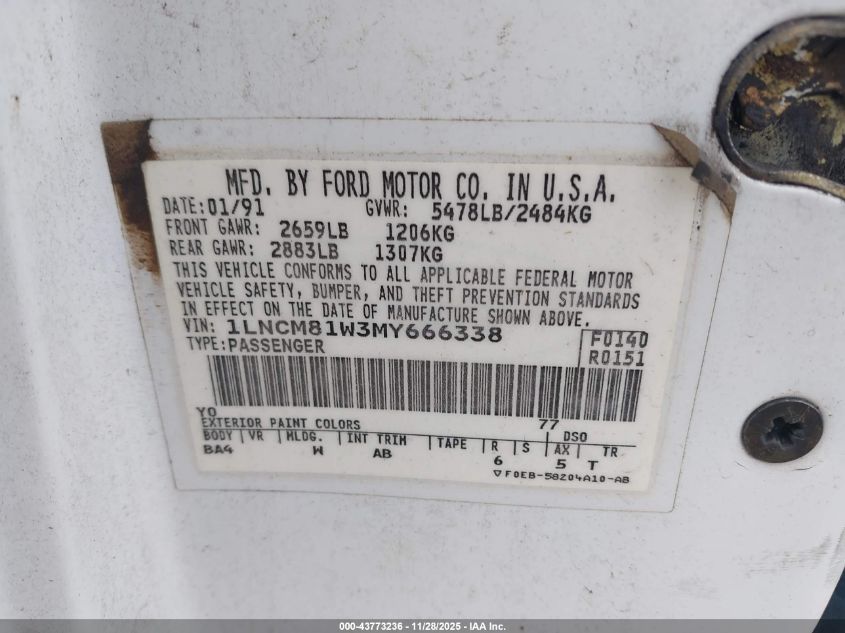 MFD. BY FORD MOTOR CO. IN U.S.A.
DATE: 01/91 GVWR: 5478LB/2484KG
FRONT GAWR: 2659LB 1206KG
REAR GAWR: 2883LB 1307KG
THIS VEHICLE CONFORMS TO ALL APPLICABLE FEDERAL MOTOR
VEHICLE SAFETY, BUMPER, AND THEFT PREVENTION STANDARDS
IN EFFECT ON THE DATE OF MANUFACTURE SHOWN ABOVE.
VIN: 1LNCM81W3MY666338 F0140
TYPE: PASSENGER R0151
YO 77
EXTERIOR PAINT COLORS DSO
BODY VR MLDG. INT TRIM TAPE R S AX TR
BA4 W AB 6 5 T
▽F0EB-58204A10-AB
000-43773236 - 11/28/2025 - IAA Inc.